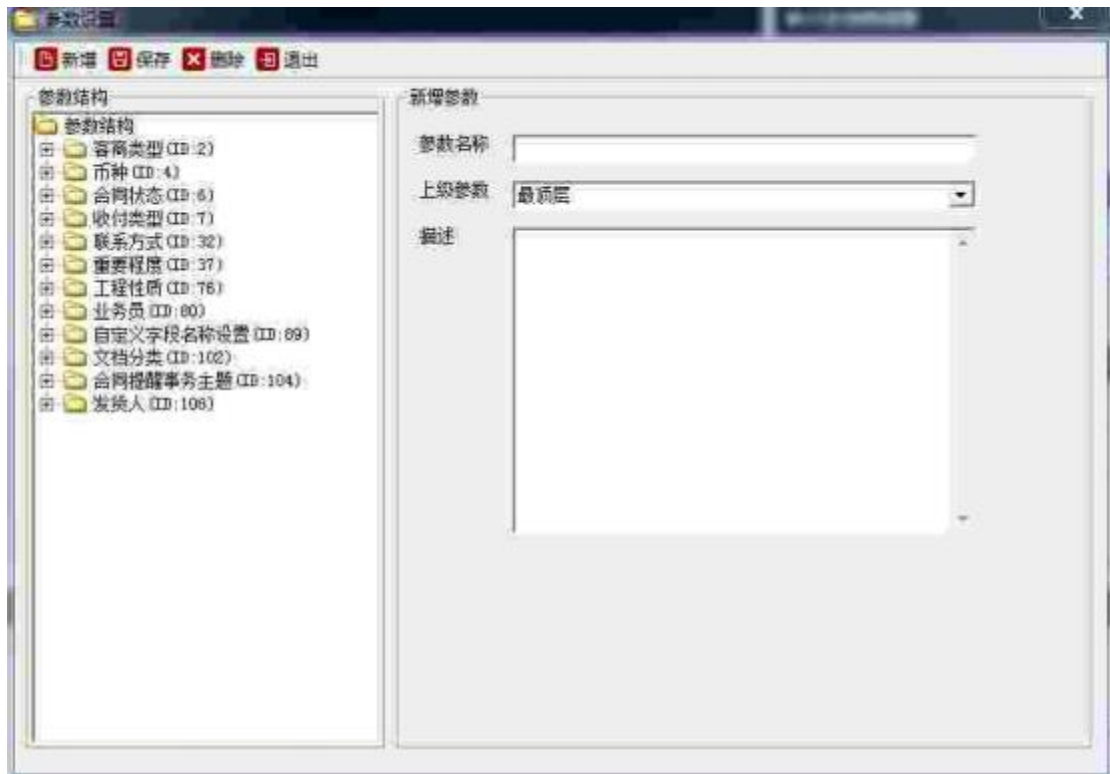 参数设置
新增 保存 删除 退出
参数结构
参数结构
客商类型(ID:2)
币种(ID:4)
合同状态(ID:6)
收付类型(ID:7)
联系方式(ID:32)
重要程度(ID:37)
工程性质(ID:76)
业务员(ID:80)
自定义字段名称设置(ID:89)
文档分类(ID:102)
合同提醒事务主题(ID:104)
发货人(ID:106)
新增参数
参数名称
上级参数 最顶层
描述